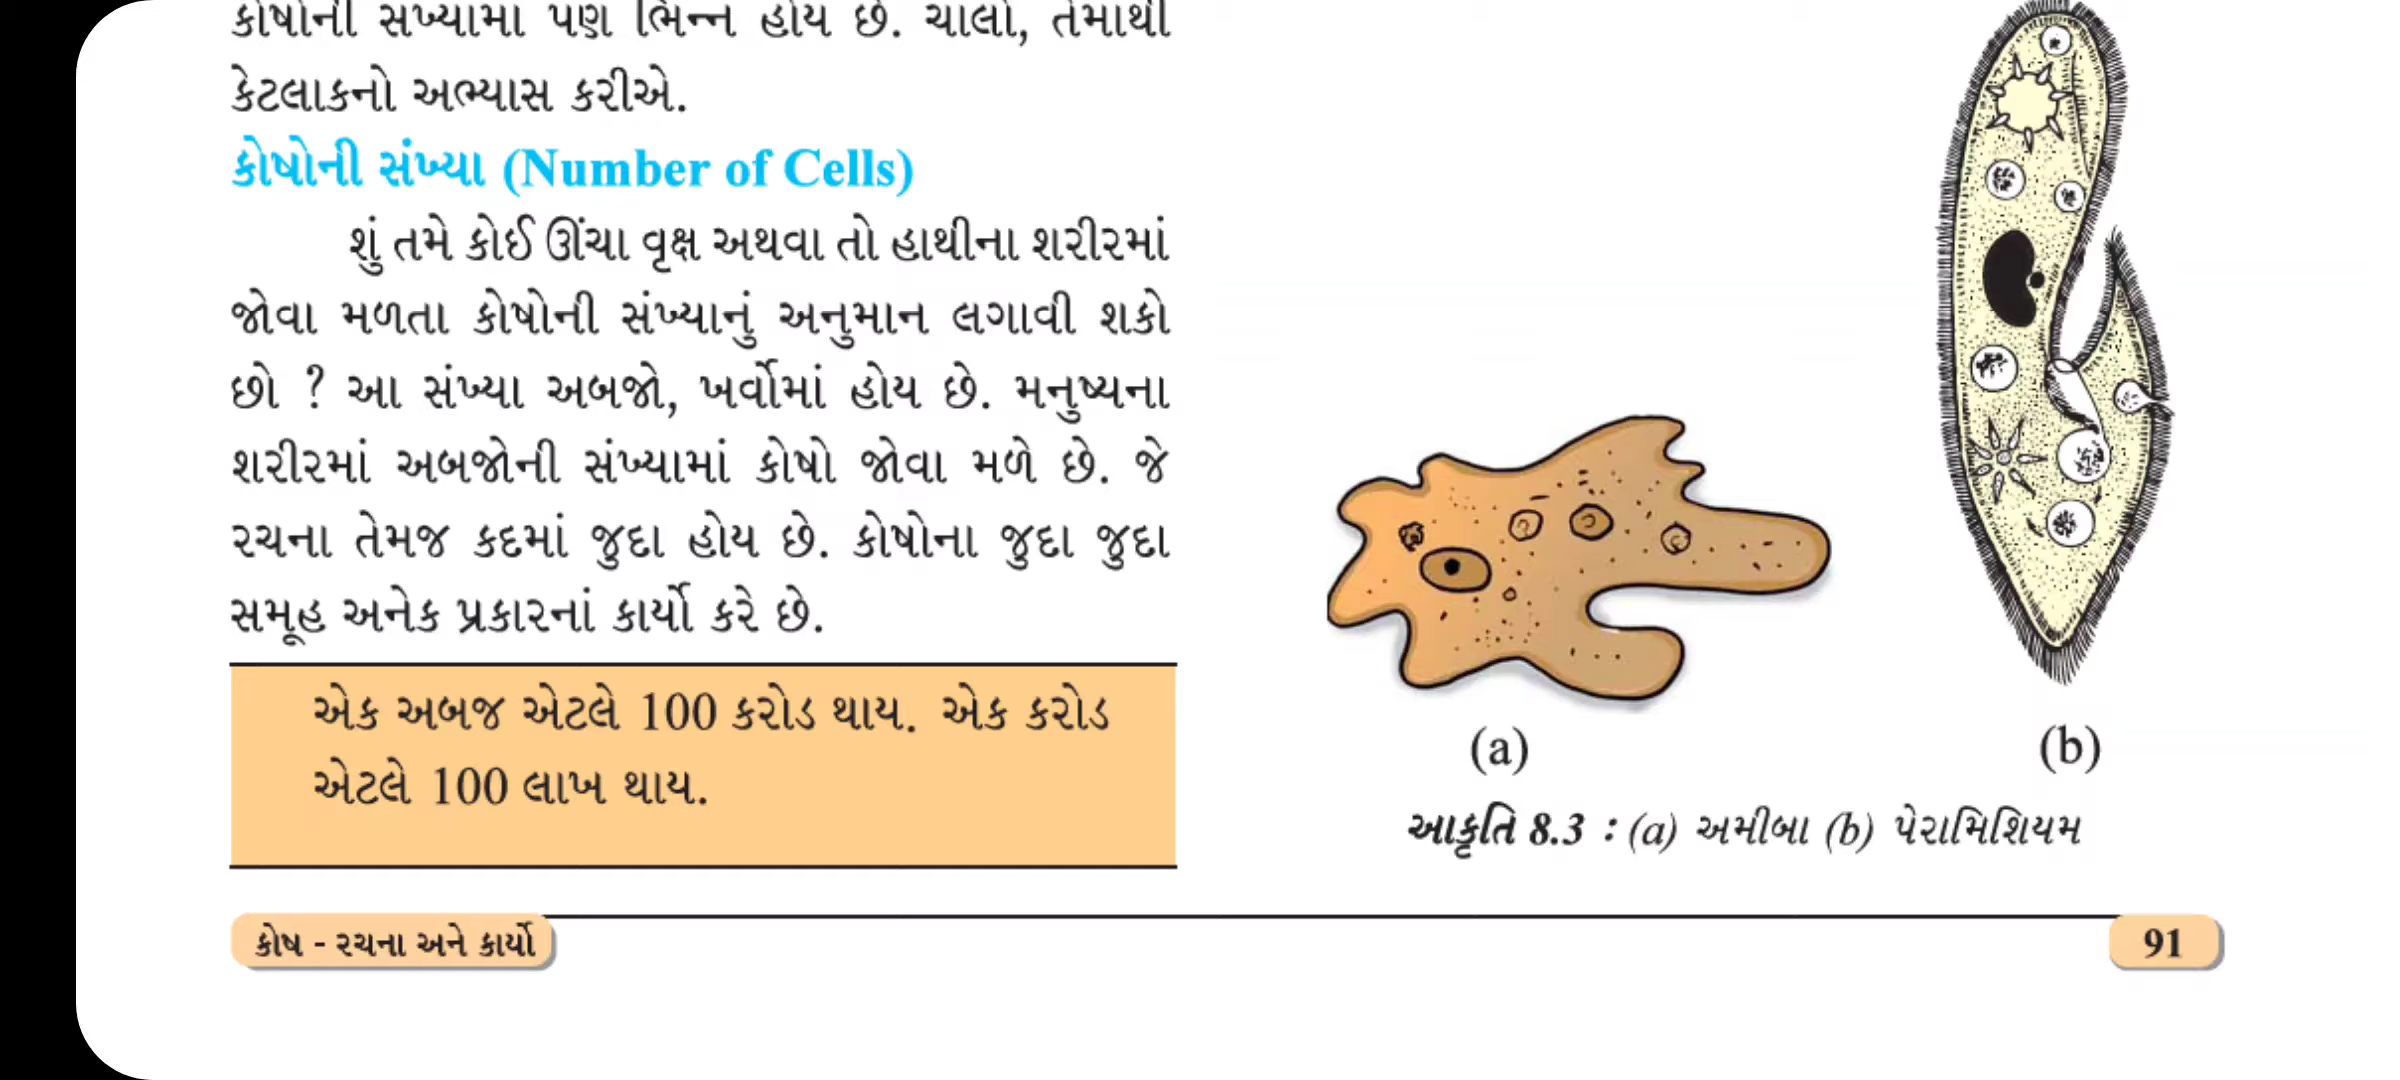 કોષોની સંખ્યામાં પણ ભિન્ન હોય છે. ચાલો, તેમાંથી
કેટલાકનો અભ્યાસ કરીએ.
કોષોની સંખ્યા (Number of Cells)
શું તમે કોઈ ઊંચા વૃક્ષ અથવા તો હાથીના શરીરમાં
જોવા મળતા કોષોની સંખ્યાનું અનુમાન લગાવી શકો
છો ? આ સંખ્યા અબજો, ખર્વોમાં હોય છે. મનુષ્યના
શરીરમાં અબજોની સંખ્યામાં કોષો જોવા મળે છે. જે
રચના તેમજ કદમાં જુદા હોય છે. કોષોના જુદા જુદા
સમૂહ અનેક પ્રકારનાં કાર્યો કરે છે.
એક અબજ એટલે 100 કરોડ થાય. એક કરોડ
એટલે 100 લાખ થાય.
(a)
(b)
આકૃતિ 8.3 : (a) અમીબા (b) પેરામિશિયમ
કોષ - રચના અને કાર્યો
91